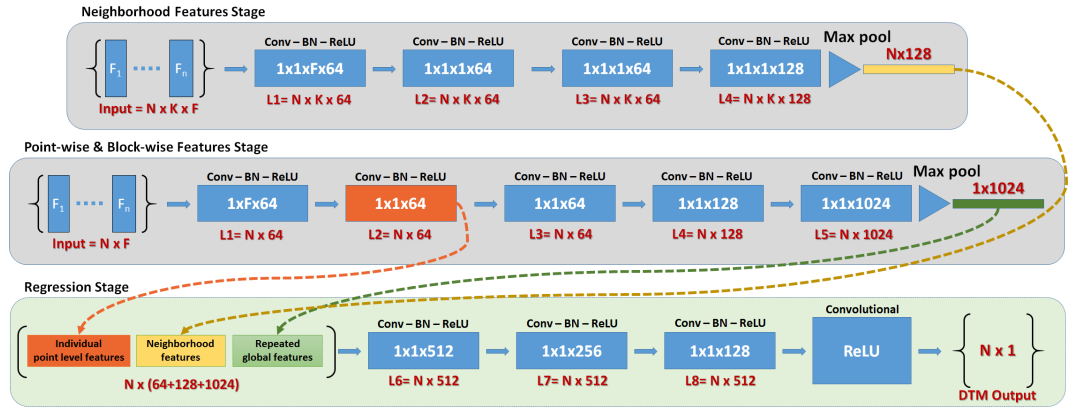 Neighborhood Features Stage
Conv – BN – ReLU Conv – BN – ReLU Conv – BN – ReLU Conv – BN – ReLU Max pool
F1 Fn 1x1xFx64 1x1x1x64 1x1x1x64 1x1x1x128 Nx128
Input = N x K x F L1= N x K x 64 L2= N x K x 64 L3= N x K x 64 L4= N x K x 128
Point-wise & Block-wise Features Stage
Conv – BN – ReLU Conv – BN – ReLU Conv – BN – ReLU Conv – BN – ReLU Conv – BN – ReLU Max pool
F1 Fn 1xFx64 1x1x64 1x1x64 1x1x128 1x1x1024 1x1024
Input = N x F L1= N x 64 L2= N x 64 L3= N x 64 L4= N x 128 L5= N x 1024
Regression Stage
Conv – BN – ReLU Conv – BN – ReLU Conv – BN – ReLU Convolutional
Individual Neighborhood Repeated
point level features features global features
1x1x512 1x1x256 1x1x128 ReLU N x 1
N x (64+128+1024) L6= N x 512 L7= N x 512 L8= N x 512 DTM Output